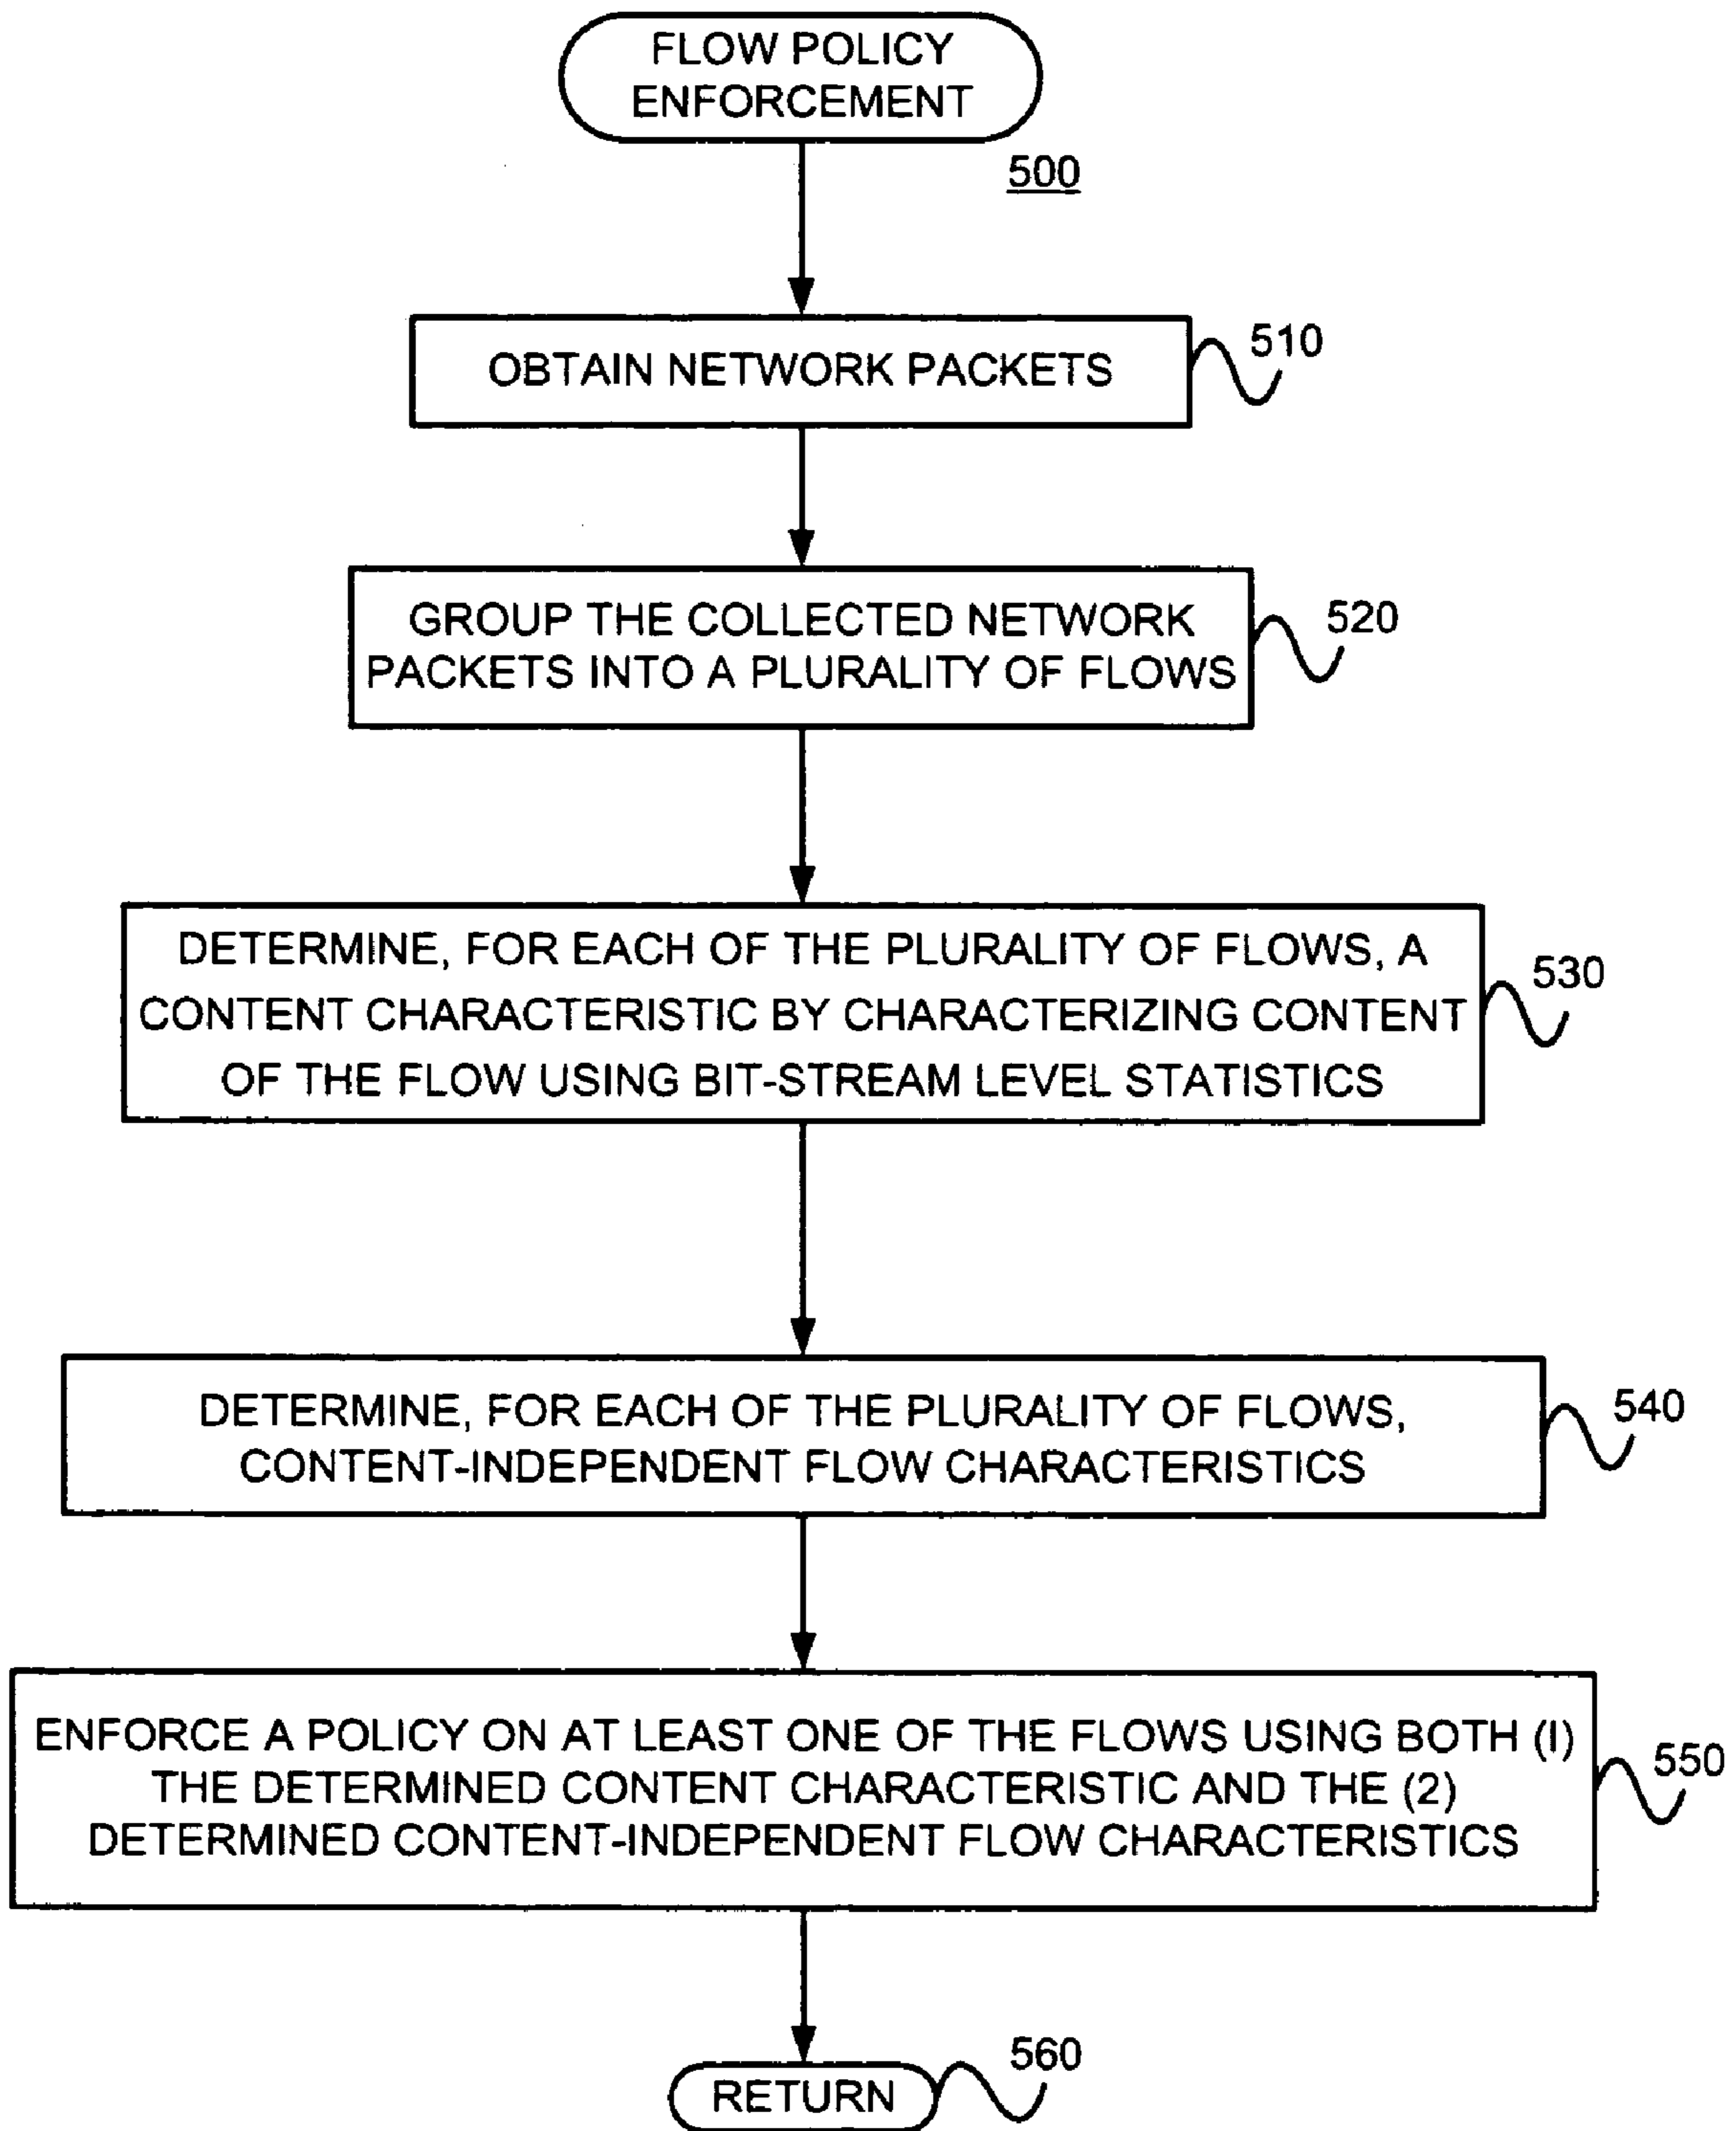 FLOW POLICY
ENFORCEMENT
500
OBTAIN NETWORK PACKETS
510
GROUP THE COLLECTED NETWORK
PACKETS INTO A PLURALITY OF FLOWS
520
DETERMINE, FOR EACH OF THE PLURALITY OF FLOWS, A
CONTENT CHARACTERISTIC BY CHARACTERIZING CONTENT
OF THE FLOW USING BIT-STREAM LEVEL STATISTICS
530
DETERMINE, FOR EACH OF THE PLURALITY OF FLOWS,
CONTENT-INDEPENDENT FLOW CHARACTERISTICS
540
ENFORCE A POLICY ON AT LEAST ONE OF THE FLOWS USING BOTH (I)
THE DETERMINED CONTENT CHARACTERISTIC AND THE (2)
DETERMINED CONTENT-INDEPENDENT FLOW CHARACTERISTICS
550
RETURN
560